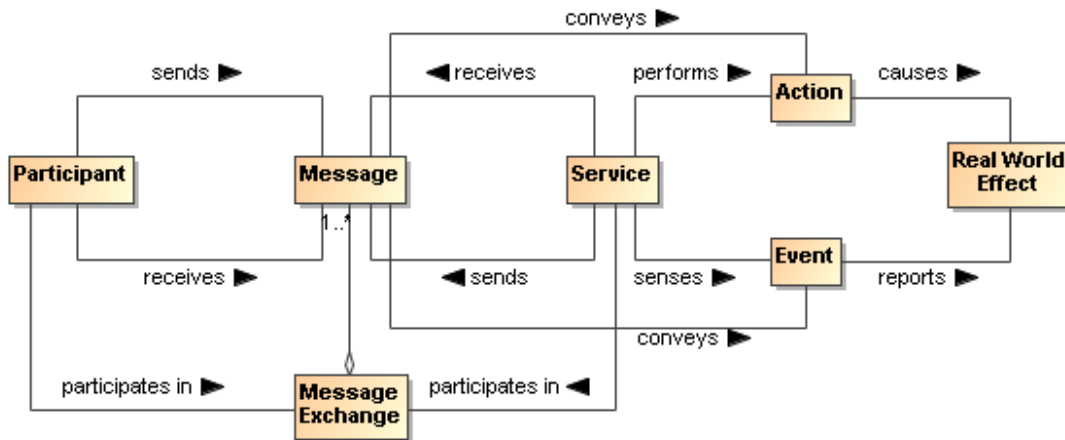 conveys
sends
receives
performs
causes
Action
Participant
Message
Service
Real World
Effect
1..*
Event
receives
sends
senses
reports
conveys
participates in
participates in
Message
Exchange